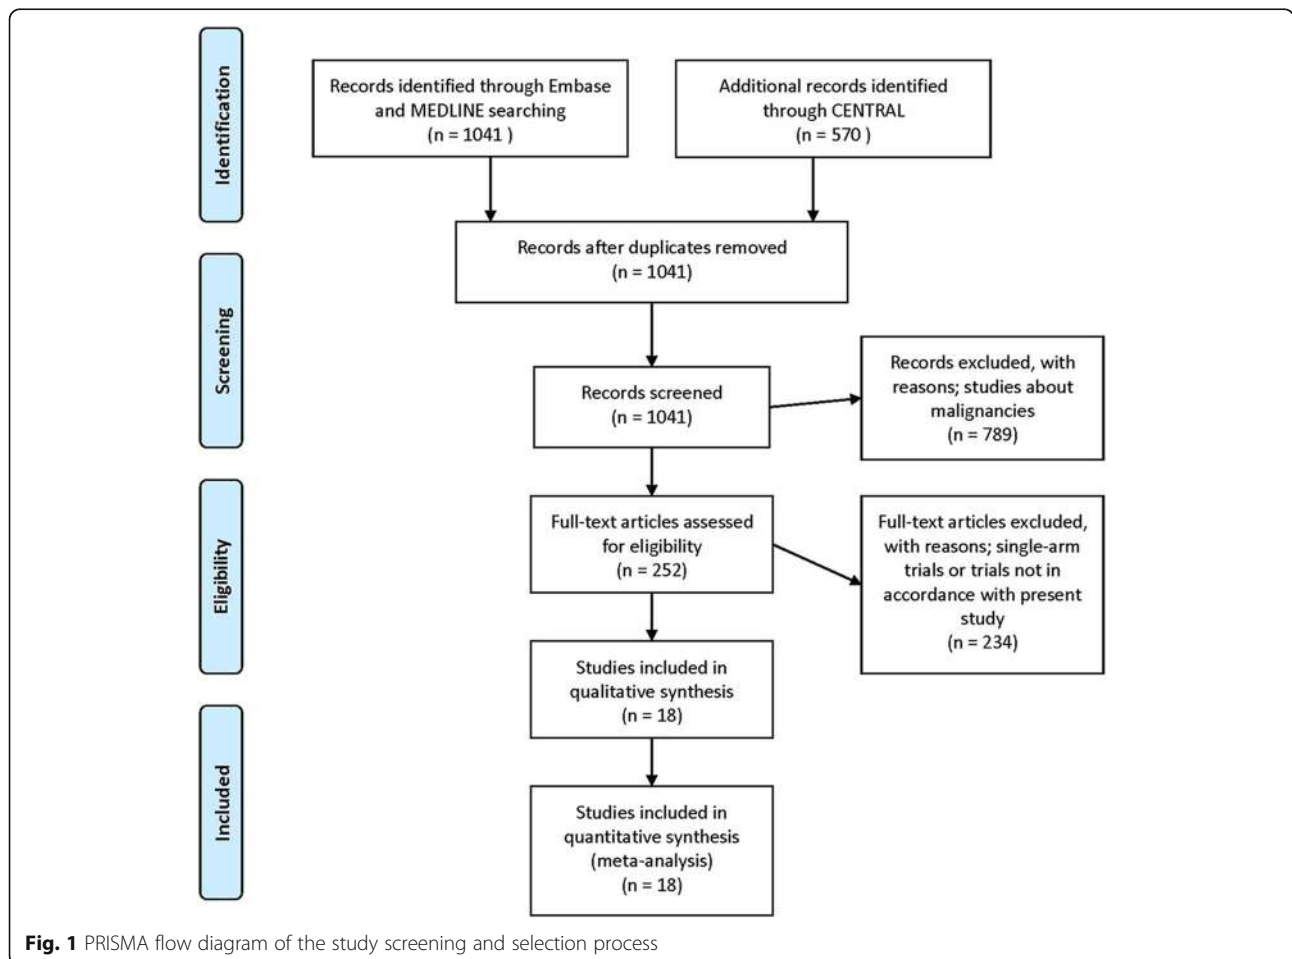 Identification
Records identified through Embase
and MEDLINE searching
(n = 1041 )
Additional records identified
through CENTRAL
(n = 570 )
Records after duplicates removed
(n = 1041)
Screening
Records screened
(n = 1041)
Records excluded, with
reasons; studies about
malignancies
(n = 789)
Eligibility
Full-text articles assessed
for eligibility
(n = 252)
Full-text articles excluded,
with reasons; single-arm
trials or trials not in
accordance with present
study
(n = 234)
Studies included in
qualitative synthesis
(n = 18)
Included
Studies included in
quantitative synthesis
(meta-analysis)
(n = 18)
Fig. 1 PRISMA flow diagram of the study screening and selection process